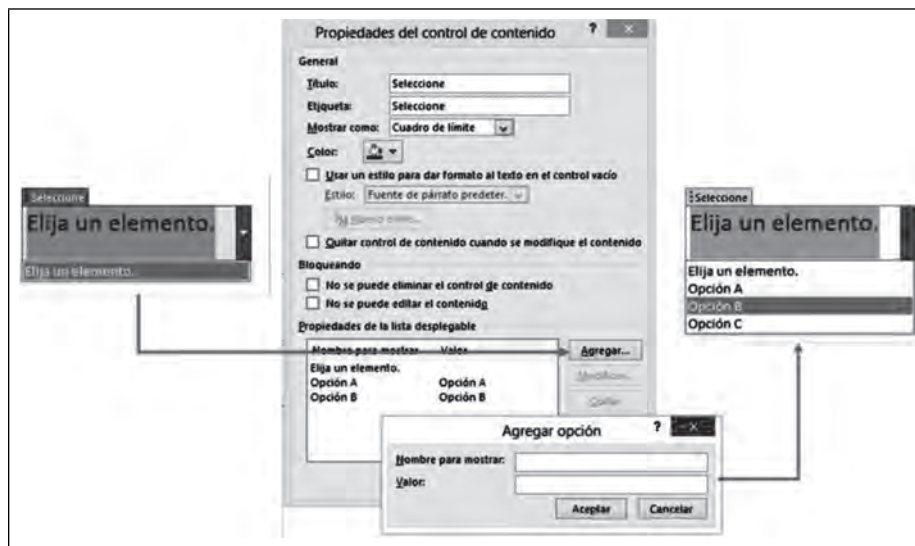 Propiedades del control de contenido ?
General
Título: Seleccione
Etiqueta: Seleccione
Mostrar como: Cuadro de límite
Color:
Usar un estilo para dar formato al texto en el control vacío
Estilo: Fuente de párrafo predeter.
Quitar control de contenido cuando se modifique el contenido
Bloqueando
No se puede eliminar el control de contenido
No se puede editar el contenido
Propiedades de la lista desplegable
Nombre para mostrar Valor
Elija un elemento.
Opción A Opción A
Opción B Opción B
Agregar...
Modificar...
Quitar
Agregar opción ?
Nombre para mostrar:
Valor:
Aceptar Cancelar
Seleccione
Elija un elemento.
Elija un elemento.
Seleccione
Elija un elemento.
Elija un elemento.
Opción A
Opción B
Opción C